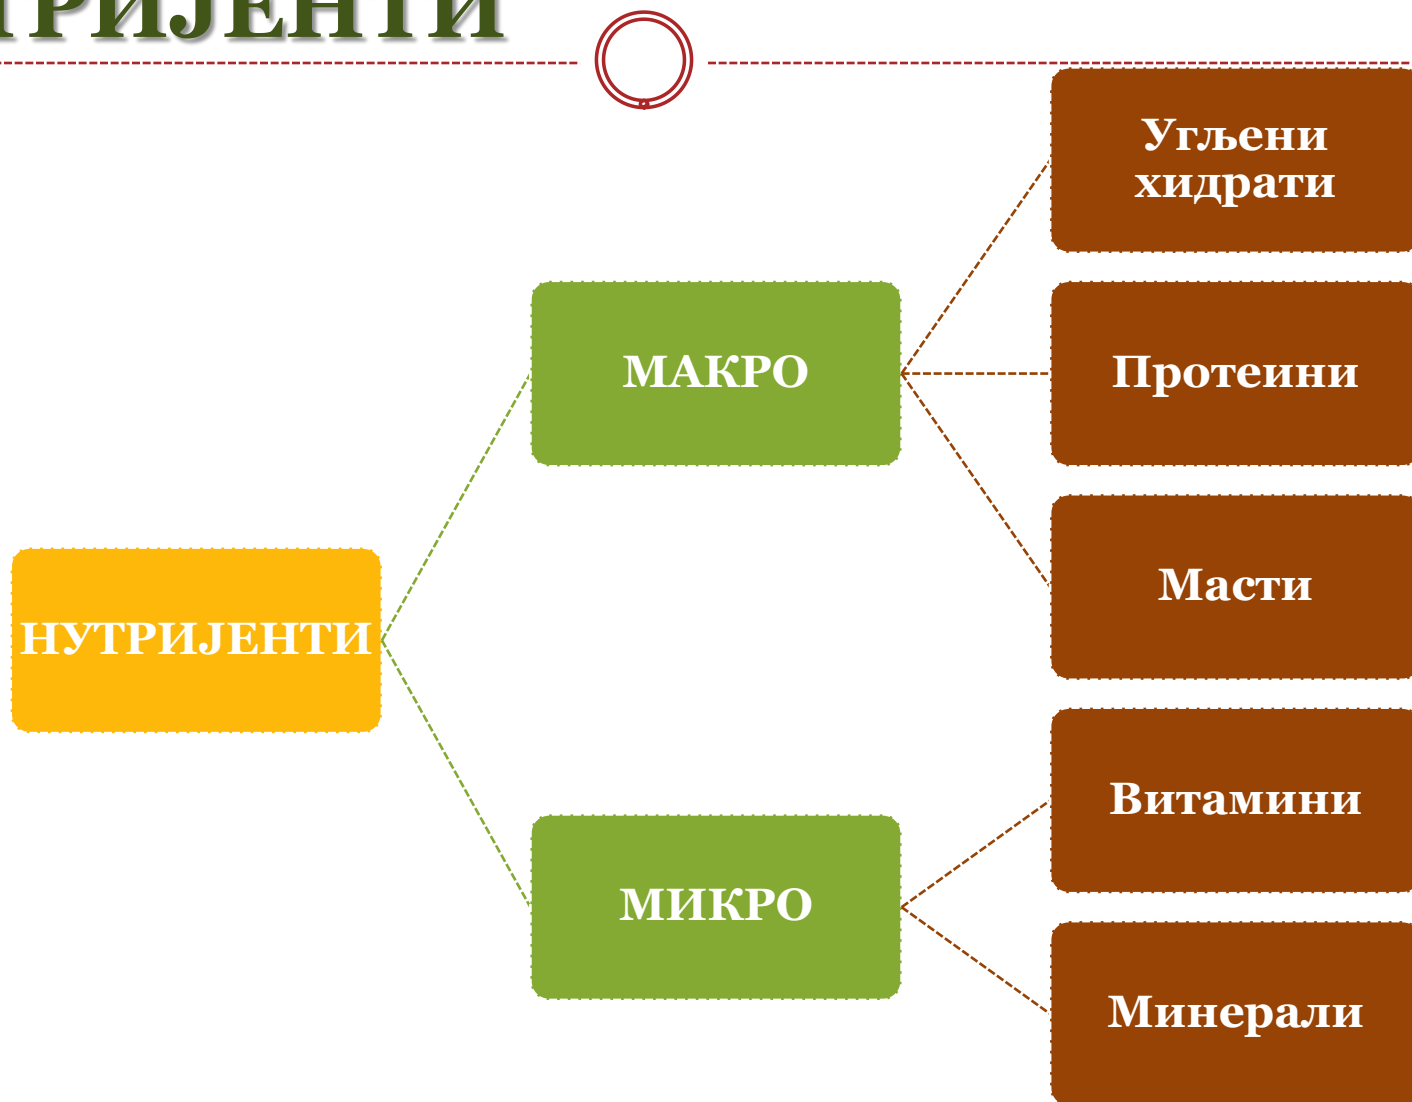 Угљени
хидрати
МАКРО
Протеини
Масти
НУТРИЈЕНТИ
Витамини
МИКРО
Минерали